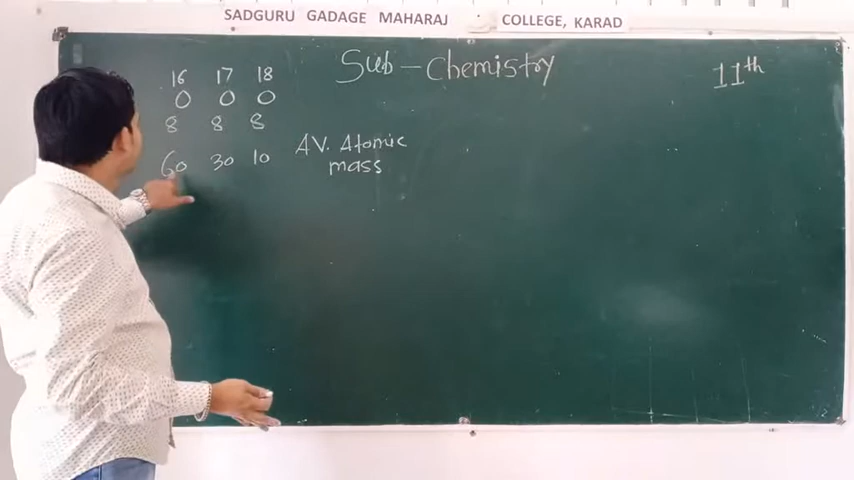 SADGURU GADAGE MAHARAJ COLLEGE, KARAD
Sub - Chemistry 11th
16 17 18
O O O
8 8 8
60 30 10
AV. Atomic
mass